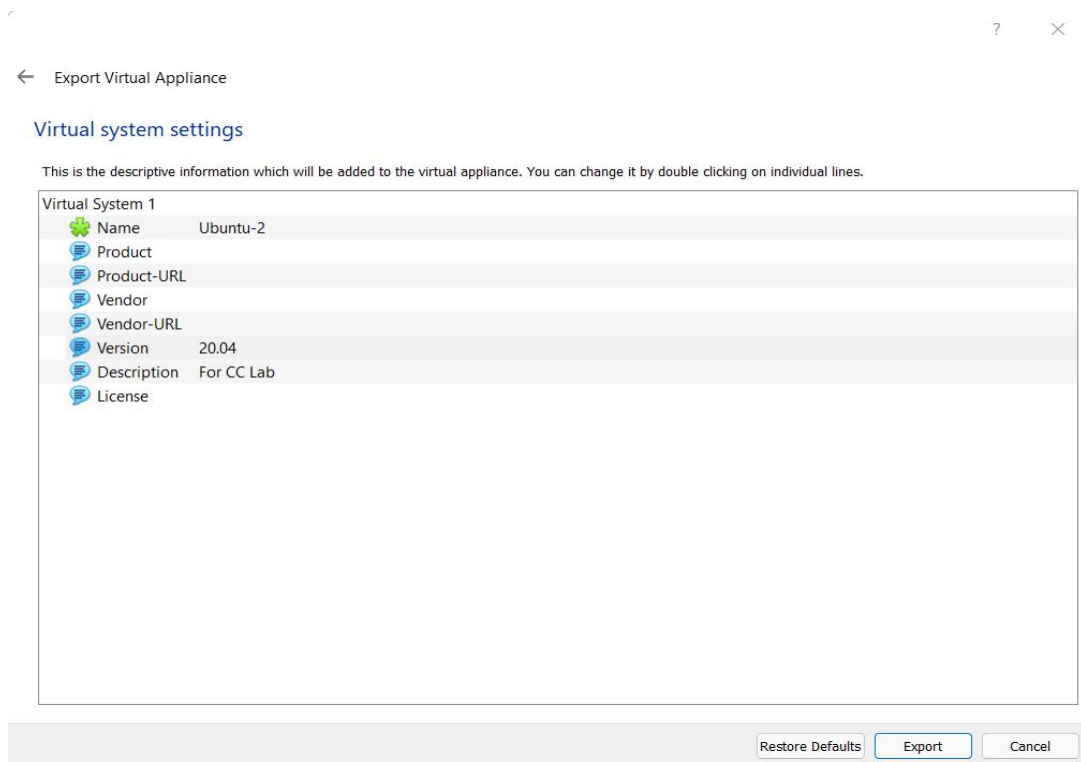 ?
Export Virtual Appliance
Virtual system settings
This is the descriptive information which will be added to the virtual appliance. You can change it by double clicking on individual lines.
Virtual System 1
Name Ubuntu-2
Product
Product-URL
Vendor
Vendor-URL
Version 20.04
Description For CC Lab
License
Restore Defaults Export Cancel